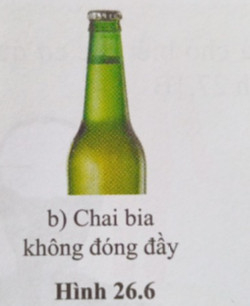 b) Chai bia
không đóng đầy
Hình 26.6